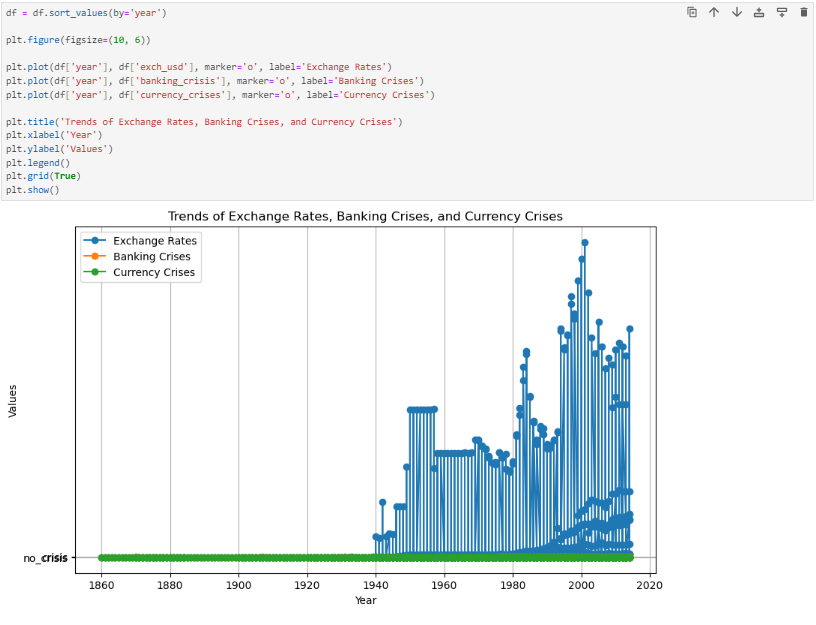 df = df.sort_values(by='year')
plt.figure(figsize=(10, 6))
plt.plot(df['year'], df['exch_usd'], marker='o', label='Exchange Rates')
plt.plot(df['year'], df['banking_crisis'], marker='o', label='Banking Crises')
plt.plot(df['year'], df['currency_crises'], marker='o', label='Currency Crises')
plt.title('Trends of Exchange Rates, Banking Crises, and Currency Crises')
plt.xlabel('Year')
plt.ylabel('Values')
plt.legend()
plt.grid(True)
plt.show()
Trends of Exchange Rates, Banking Crises, and Currency Crises
Exchange Rates
Banking Crises
Currency Crises
Values
no_crisis
1860 1880 1900 1920 1940 1960 1980 2000 2020
Year